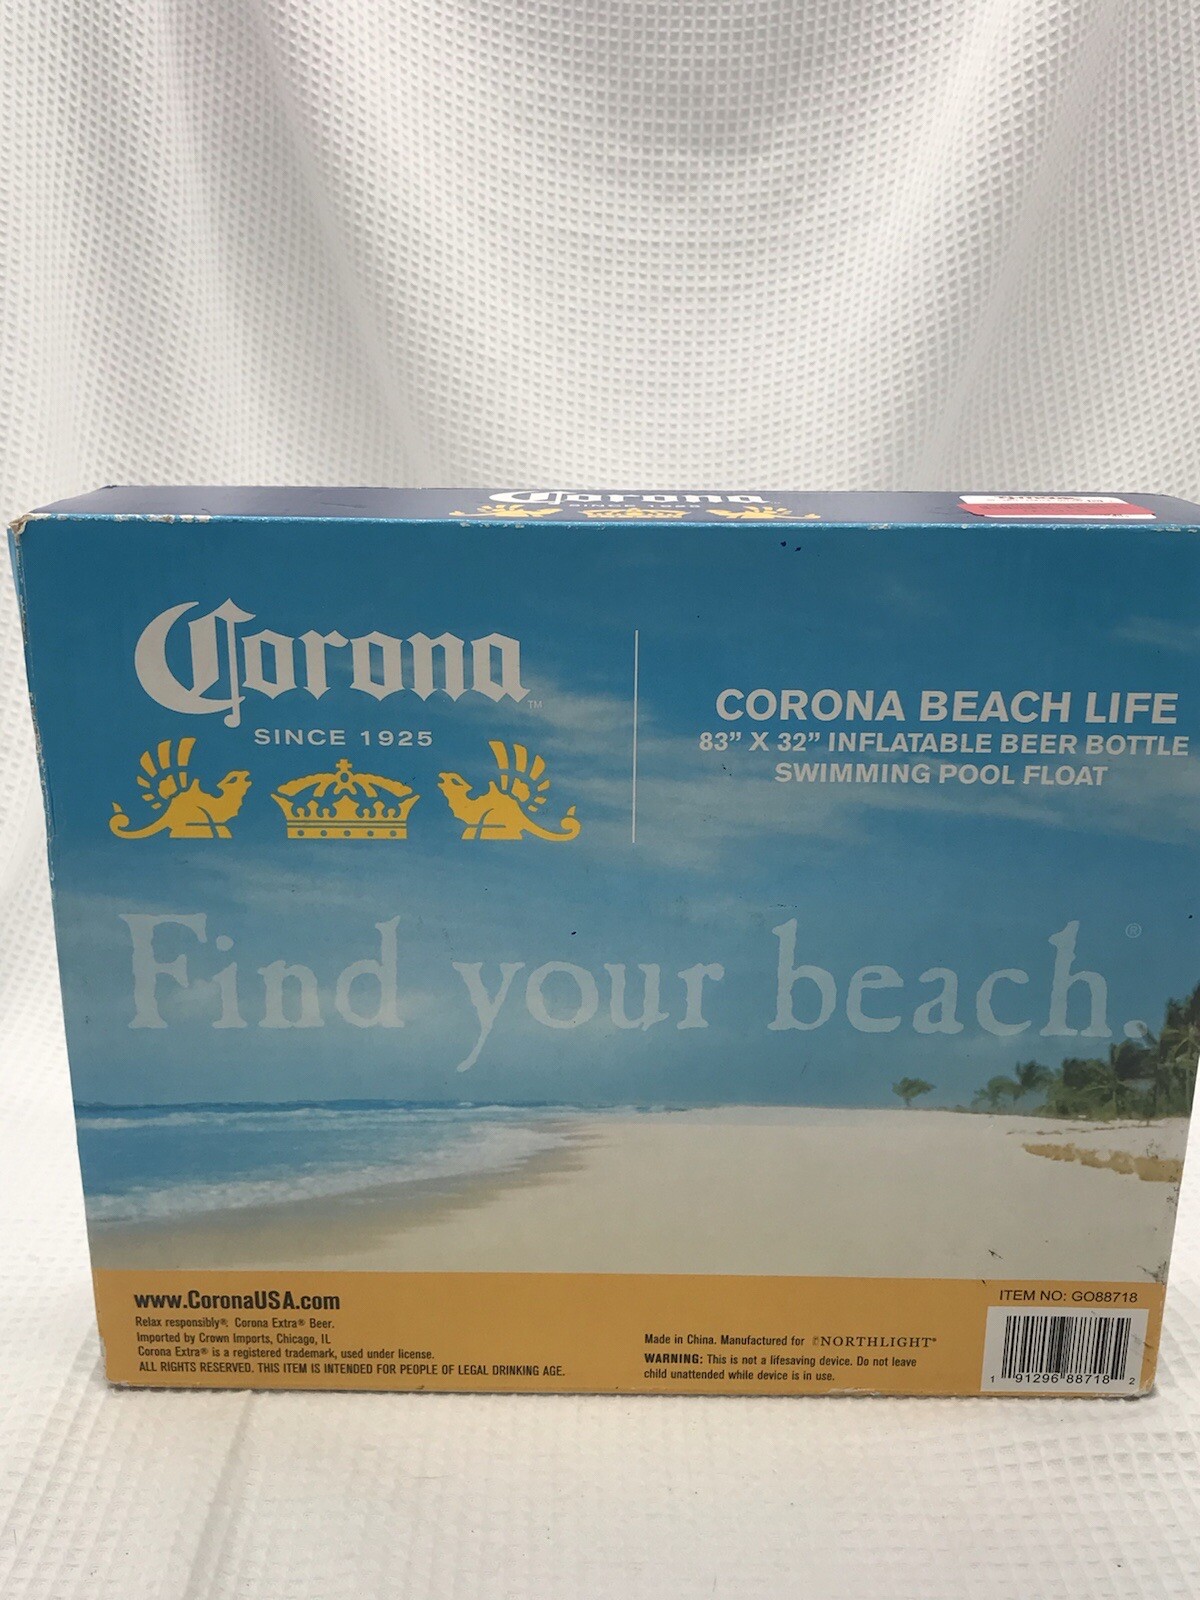 Corona
SINCE 1925
Corona™
SINCE 1925
CORONA BEACH LIFE
83” X 32” INFLATABLE BEER BOTTLE
SWIMMING POOL FLOAT
Find your beach.®
www.CoronaUSA.com
Relax responsibly®. Corona Extra® Beer.
Imported by Crown Imports, Chicago, IL
Corona Extra® is a registered trademark, used under license.
ALL RIGHTS RESERVED. THIS ITEM IS INTENDED FOR PEOPLE OF LEGAL DRINKING AGE.
Made in China. Manufactured for NORTHLIGHT®
WARNING: This is not a lifesaving device. Do not leave
child unattended while device is in use.
ITEM NO: GO88718
1 91296 88718 2